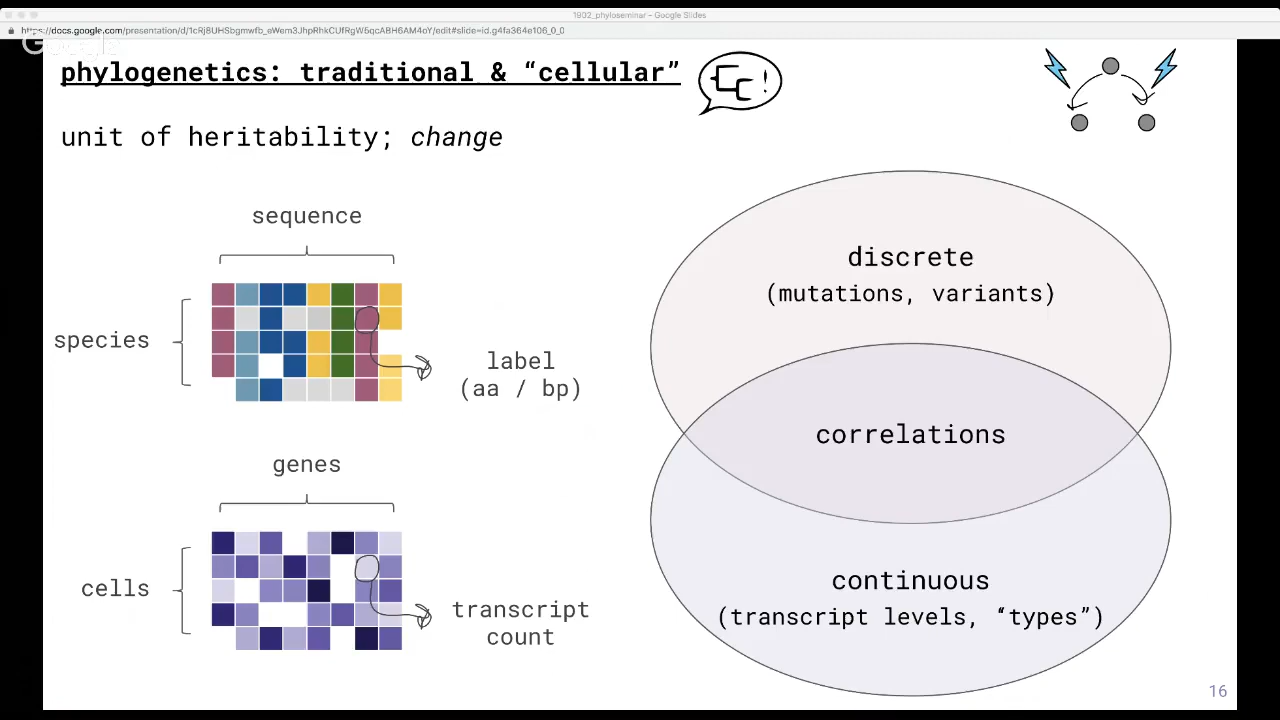 1902_phyloseminar – Google Slides
https://docs.google.com/presentation/d/1cRj8UHSbgmwfb_eWem3JhpRhkCUfRgW5qcABH6AM4oY/edit#slide=id.g4fa364e106_0_0
Google
phylogenetics: traditional & “cellular”
unit of heritability; change
sequence
species
label
(aa / bp)
genes
cells
transcript
count
discrete
(mutations, variants)
correlations
continuous
(transcript levels, “types”)
16